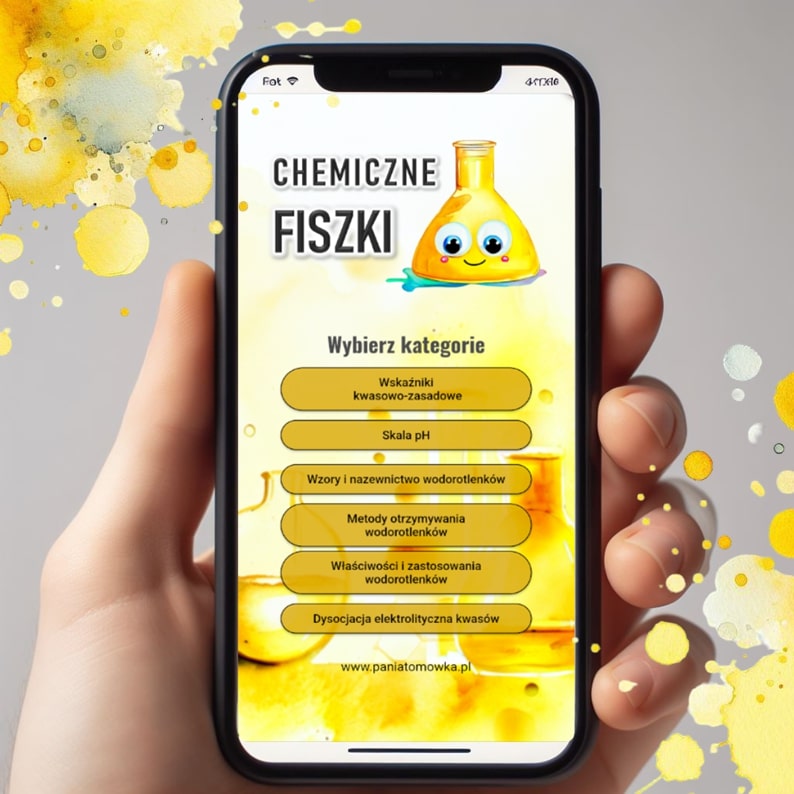 CHEMICZNE
FISZKI
Wybierz kategorie
Wskaźniki
kwasowo-zasadowe
Skala pH
Wzory i nazewnictwo wodorotlenków
Metody otrzymywania
wodorotlenków
Właściwości i zastosowania
wodorotlenków
Dysocjacja elektrolityczna kwasów
www.paniatomowka.pl